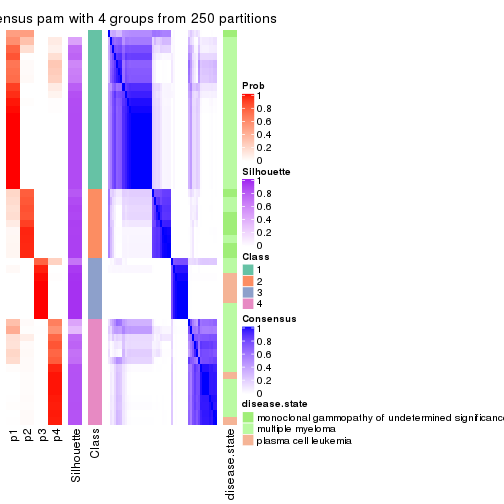 ensus pam with 4 groups from 250 partitions
Prob
1
0.8
0.6
0.4
0.2
0
Silhouette
1
0.8
0.6
0.4
0.2
0
Class
1
2
3
4
Consensus
1
0.8
0.6
0.4
0.2
0
disease.state
monoclonal gammopathy of undetermined significance
multiple myeloma
plasma cell leukemia
p1
p2
p3
p4
Silhouette
Class
disease.state